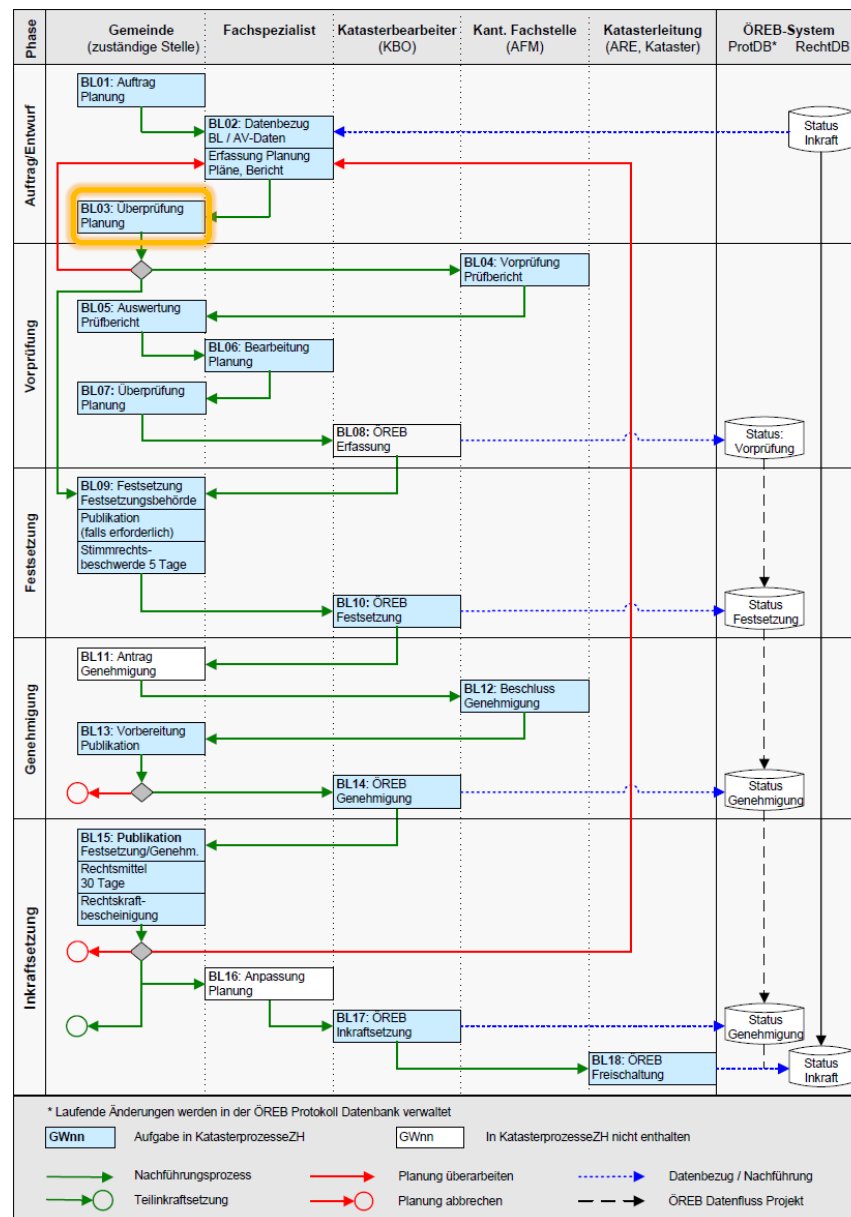 Phase
Gemeinde
(zuständige Stelle)
Fachspezialist
Katasterbearbeiter
(KBO)
Kant. Fachstelle
(AFM)
Katasterleitung
(ARE, Kataster)
ÖREB-System
ProtDB* RechtDB
Auftrag/Entwurf
BL01: Auftrag
Planung
BL02: Datenbezug
BL / AV-Daten
Erfassung Planung
Pläne, Bericht
Status
Inkraft
BL03: Überprüfung
Planung
Vorprüfung
BL04: Vorprüfung
Prüfbericht
BL05: Auswertung
Prüfbericht
BL06: Bearbeitung
Planung
BL07: Überprüfung
Planung
BL08: ÖREB
Erfassung
Status:
Vorprüfung
Festsetzung
BL09: Festsetzung
Festsetzungsbehörde
Publikation
(falls erforderlich)
Stimmrechts-
beschwerde 5 Tage
BL10: ÖREB
Festsetzung
Status
Festsetzung
Genehmigung
BL11: Antrag
Genehmigung
BL12: Beschluss
Genehmigung
BL13: Vorbereitung
Publikation
BL14: ÖREB
Genehmigung
Status
Genehmigung
Inkraftsetzung
BL15: Publikation
Festsetzung/Genehm.
Rechtsmittel
30 Tage
Rechtskraft-
bescheinigung
BL16: Anpassung
Planung
BL17: ÖREB
Inkraftsetzung
Status
Genehmigung
BL18: ÖREB
Freischaltung
Status
Inkraft
* Laufende Änderungen werden in der ÖREB Protokoll Datenbank verwaltet
GWnn Aufgabe in KatasterprozesseZH GWnn In KatasterprozesseZH nicht enthalten
Nachführungsprozess Planung überarbeiten Datenbezug / Nachführung
Teilinkraftsetzung Planung abbrechen ÖREB Datenfluss Projekt